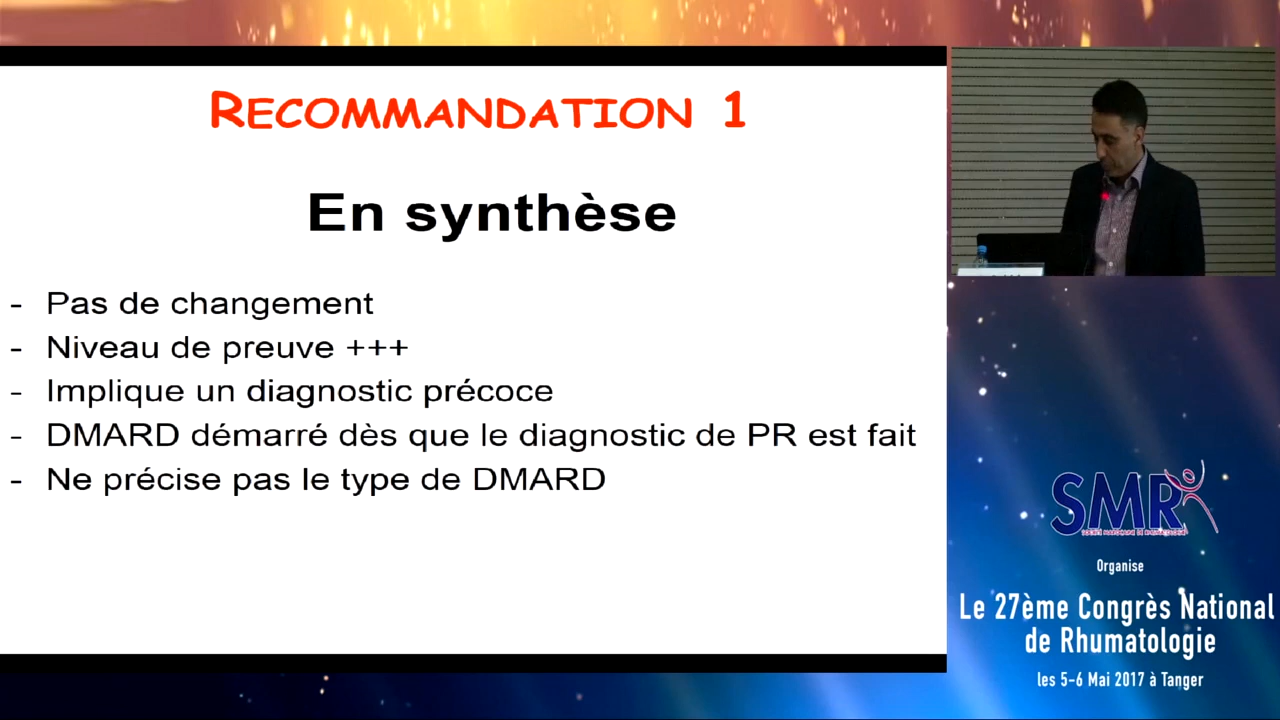 RECOMMANDATION 1
En synthèse
- Pas de changement
- Niveau de preuve +++
- Implique un diagnostic précoce
- DMARD démarré dès que le diagnostic de PR est fait
- Ne précise pas le type de DMARD
SMR
Organise
Le 27ème Congrès National
de Rhumatologie
les 5-6 Mai 2017 à Tanger